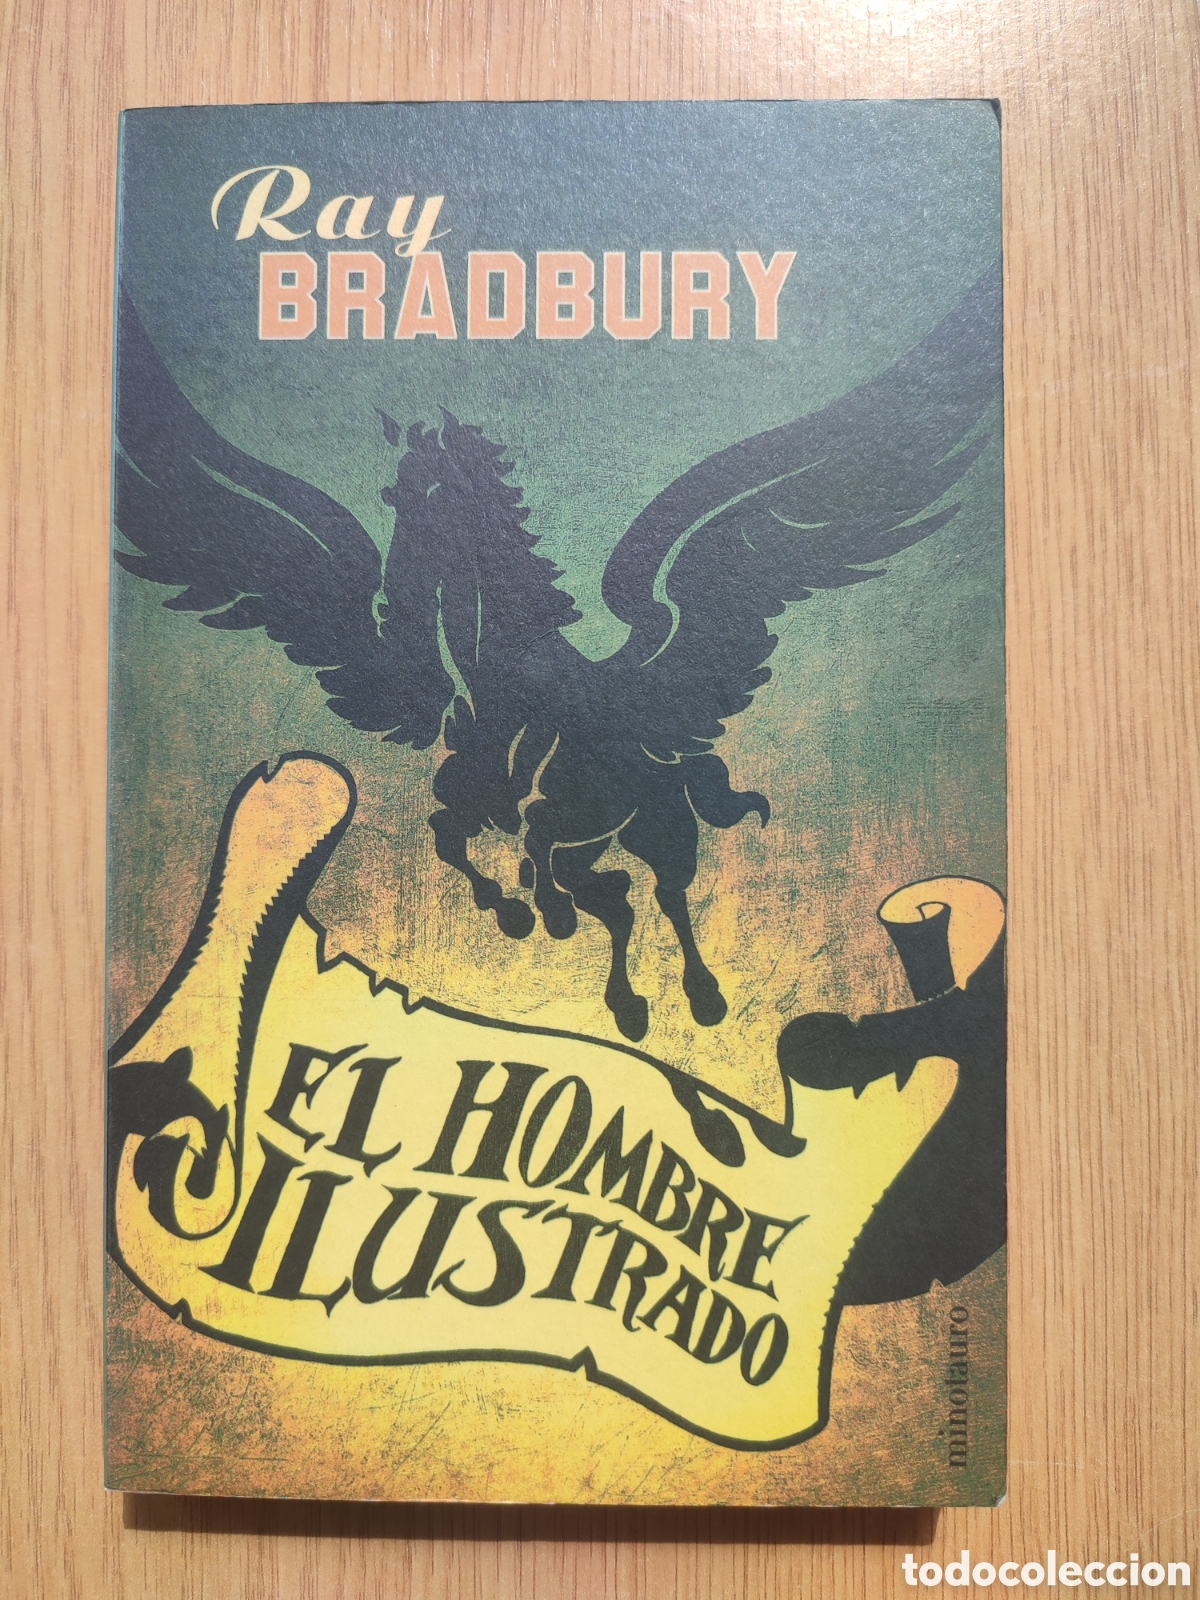 Ray
BRADBURY
EL HOMBRE
ILUSTRADO
minotauro
todocoleccion